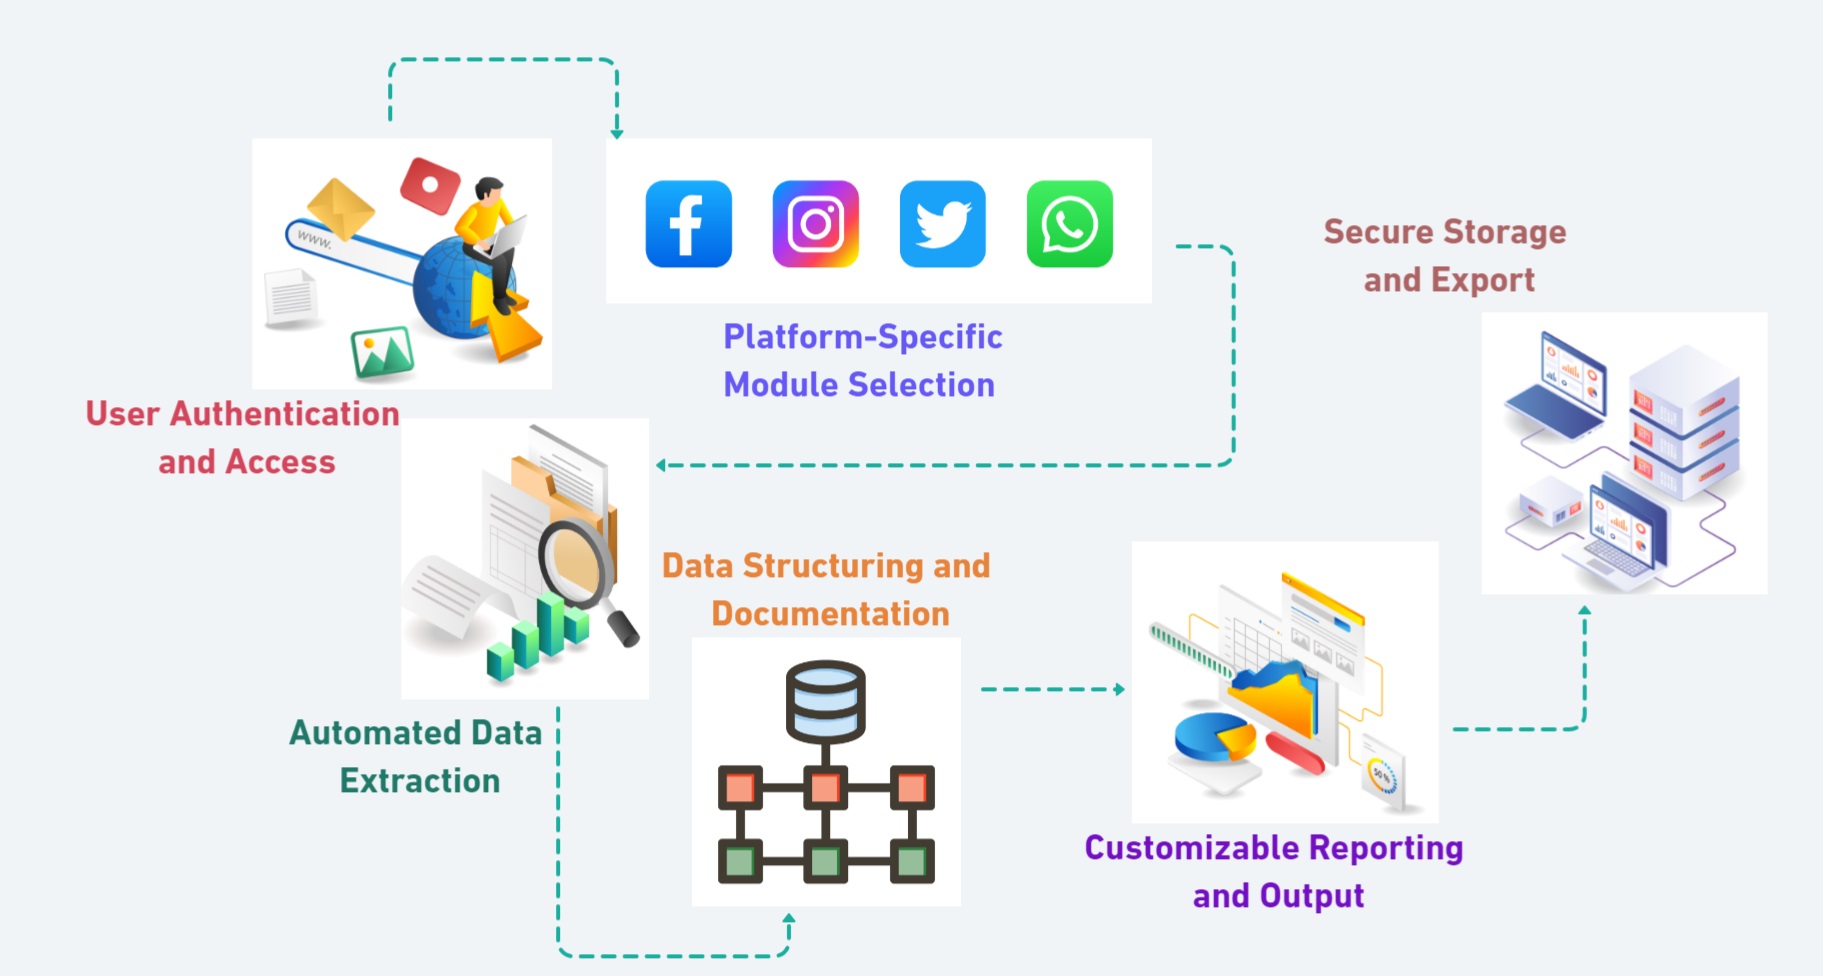 www.
User Authentication
and Access
Platform-Specific
Module Selection
Automated Data
Extraction
Data Structuring and
Documentation
Customizable Reporting
and Output
50 %
Secure Storage
and Export